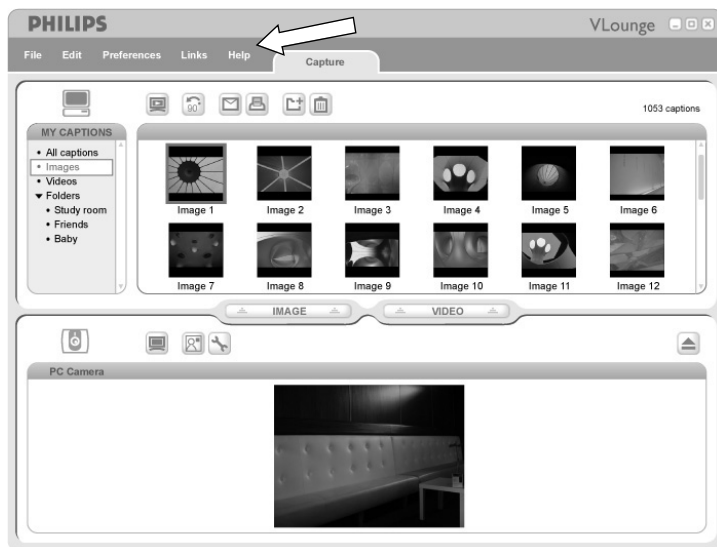 PHILIPS
VLounge
File Edit Preferences Links Help
Capture
90°
1053 captions
MY CAPTIONS
• All captions
• Images
• Videos
▼ Folders
• Study room
• Friends
• Baby
Image 1 Image 2 Image 3 Image 4 Image 5 Image 6
Image 7 Image 8 Image 9 Image 10 Image 11 Image 12
IMAGE VIDEO
PC Camera